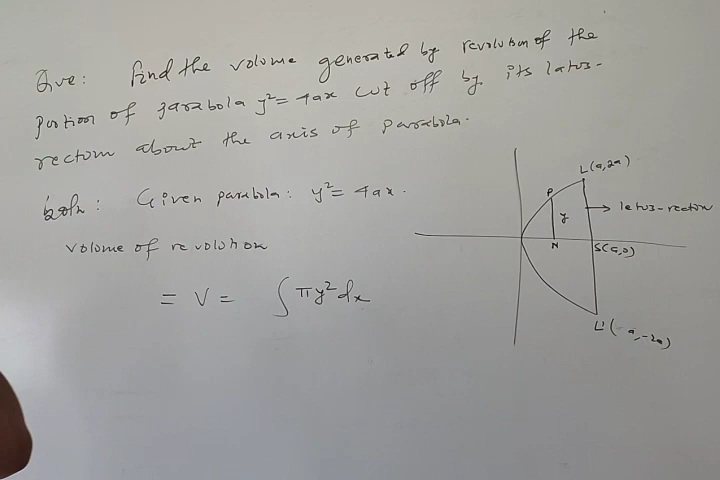 Que: find the volume generated by revolution of the
portion of parabola y² = 4ax cut off by its latus-
rectum about the axis of parabola.
Soln: Given parabola: y² = 4ax.
Volume of revolution
= V = ∫ πy² dx
L(a,2a)
P
y
→ latus-rectum
N
S(a,0)
L'(-a,-2a)